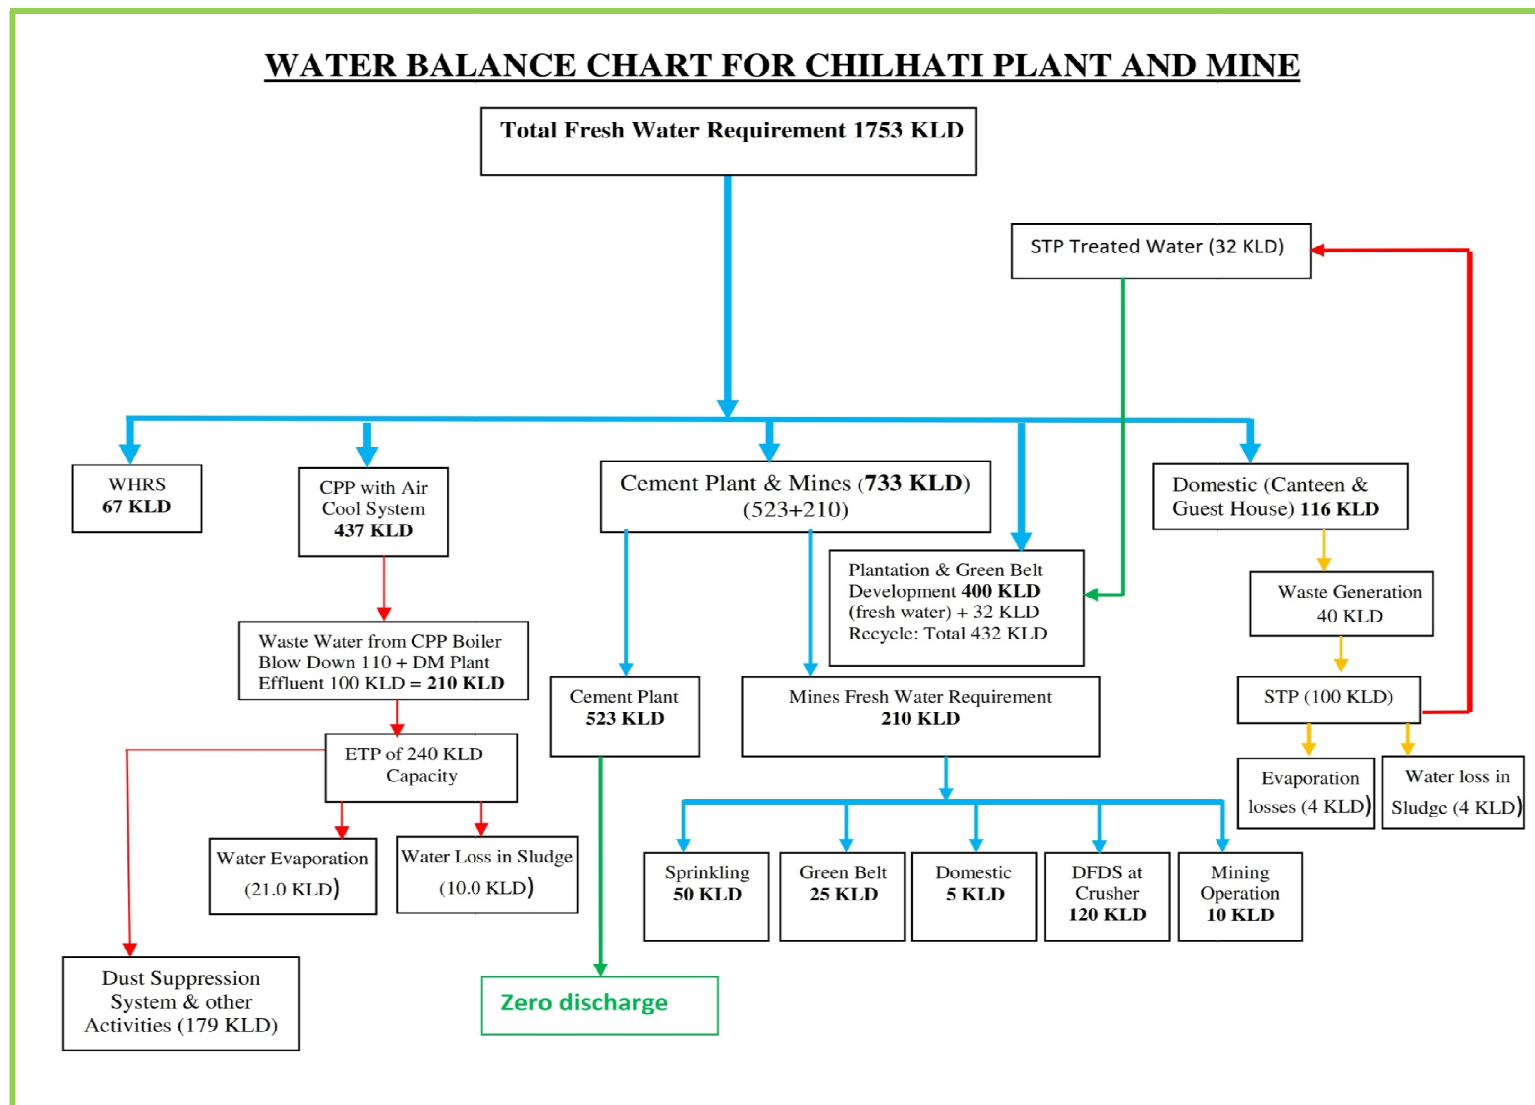 WATER BALANCE CHART FOR CHILHATI PLANT AND MINE
Total Fresh Water Requirement 1753 KLD
STP Treated Water (32 KLD)
WHRS
67 KLD
CPP with Air
Cool System
437 KLD
Cement Plant & Mines (733 KLD)
(523+210)
Domestic (Canteen &
Guest House) 116 KLD
Plantation & Green Belt
Development 400 KLD
(fresh water) + 32 KLD
Recycle: Total 432 KLD
Waste Generation
40 KLD
Waste Water from CPP Boiler
Blow Down 110 + DM Plant
Effluent 100 KLD = 210 KLD
Cement Plant
523 KLD
Mines Fresh Water Requirement
210 KLD
STP (100 KLD)
ETP of 240 KLD
Capacity
Evaporation
losses (4 KLD)
Water loss in
Sludge (4 KLD)
Water Evaporation
(21.0 KLD)
Water Loss in Sludge
(10.0 KLD)
Sprinkling
50 KLD
Green Belt
25 KLD
Domestic
5 KLD
DFDS at
Crusher
120 KLD
Mining
Operation
10 KLD
Dust Suppression
System & other
Activities (179 KLD)
Zero discharge